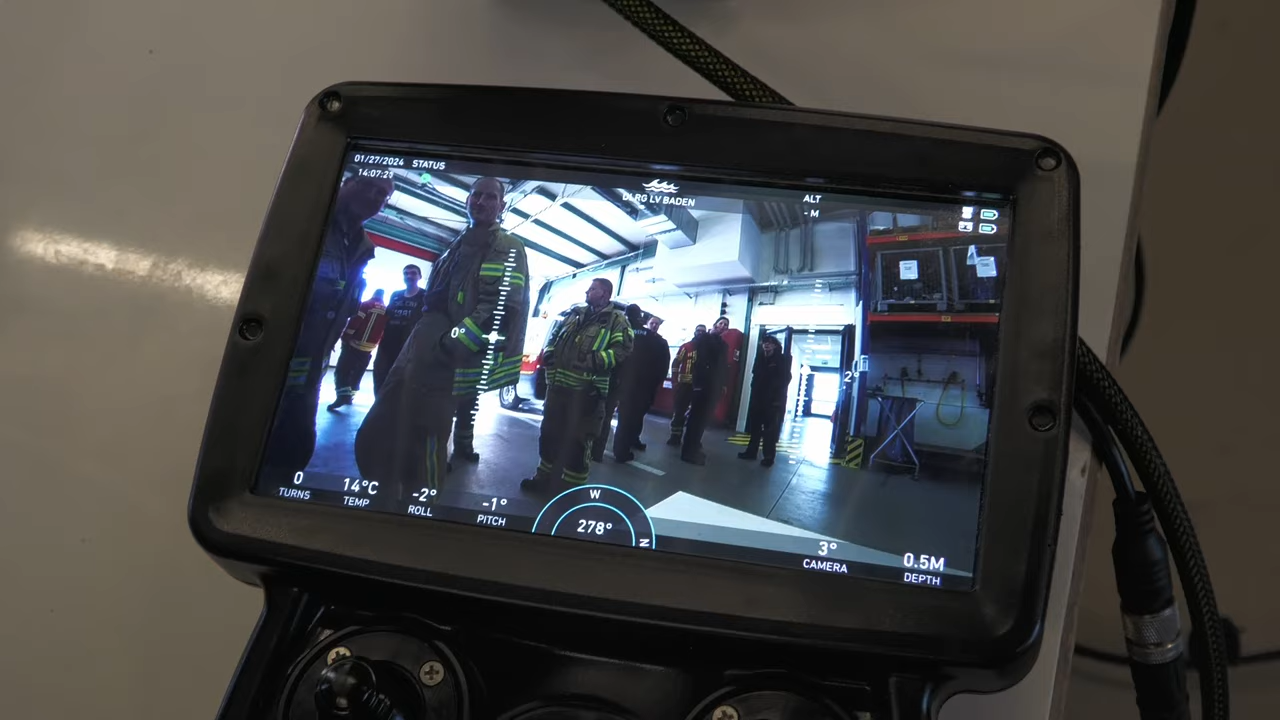 01/27/2024 STATUS
14:07:23
DLRG LV BADEN
ALT
- M
0°
2°
0
TURNS
14°C
TEMP
-2°
ROLL
-1°
PITCH
W
278°
N
3°
CAMERA
0.5M
DEPTH